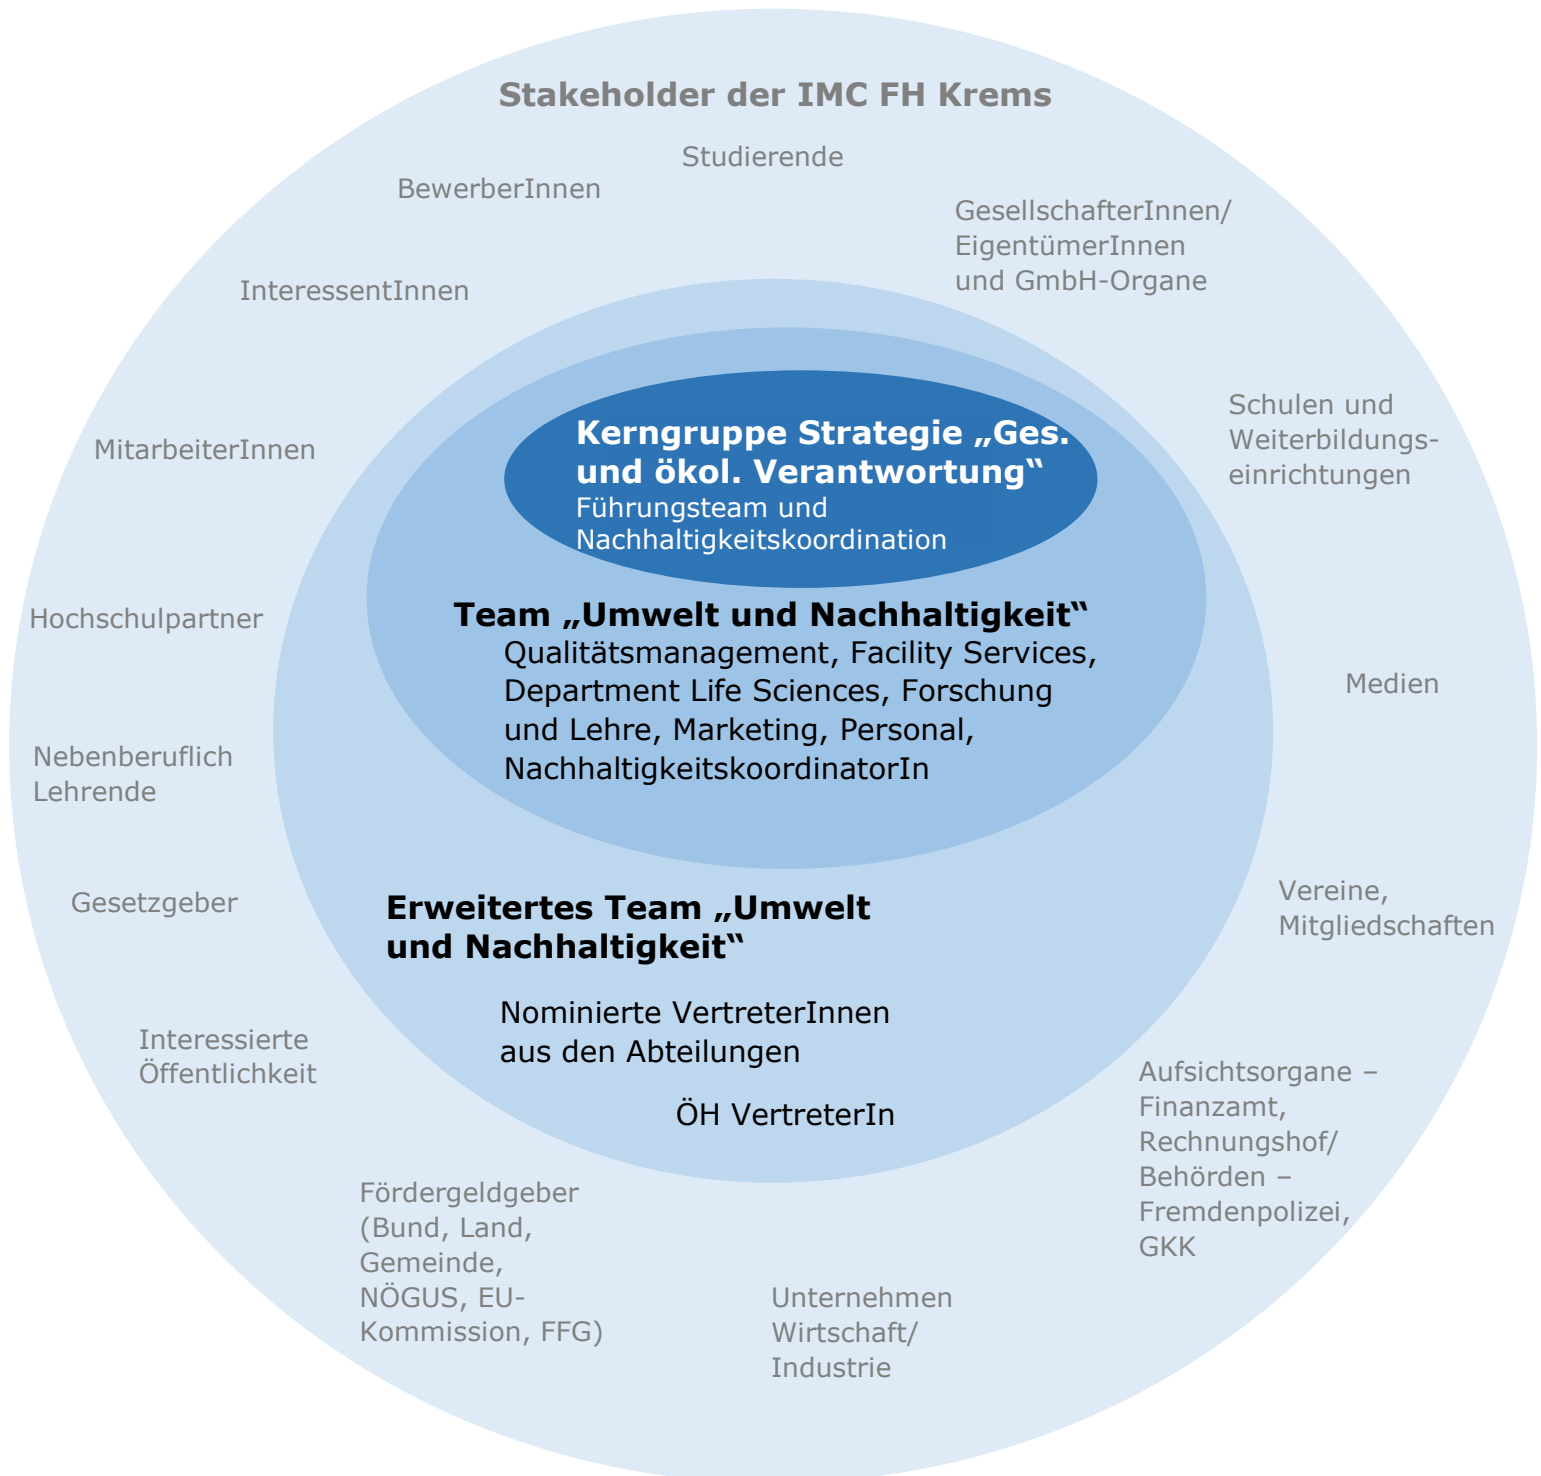 Stakeholder der IMC FH Krems
Studierende
BewerberInnen
GesellschafterInnen/
EigentümerInnen
und GmbH-Organe
InteressentInnen
Schulen und
Weiterbildungs-
einrichtungen
MitarbeiterInnen
Kerngruppe Strategie „Ges.
und ökol. Verantwortung“
Führungsteam und
Nachhaltigkeitskoordination
Hochschulpartner
Team „Umwelt und Nachhaltigkeit“
Qualitätsmanagement, Facility Services,
Department Life Sciences, Forschung
und Lehre, Marketing, Personal,
NachhaltigkeitskoordinatorIn
Medien
Nebenberuflich
Lehrende
Gesetzgeber
Erweitertes Team „Umwelt
und Nachhaltigkeit“
Vereine,
Mitgliedschaften
Nominierte VertreterInnen
aus den Abteilungen
ÖH VertreterIn
Interessierte
Öffentlichkeit
Aufsichtsorgane –
Finanzamt,
Rechnungshof/
Behörden –
Fremdenpolizei,
GKK
Fördergeldgeber
(Bund, Land,
Gemeinde,
NÖGUS, EU-
Kommission, FFG)
Unternehmen
Wirtschaft/
Industrie